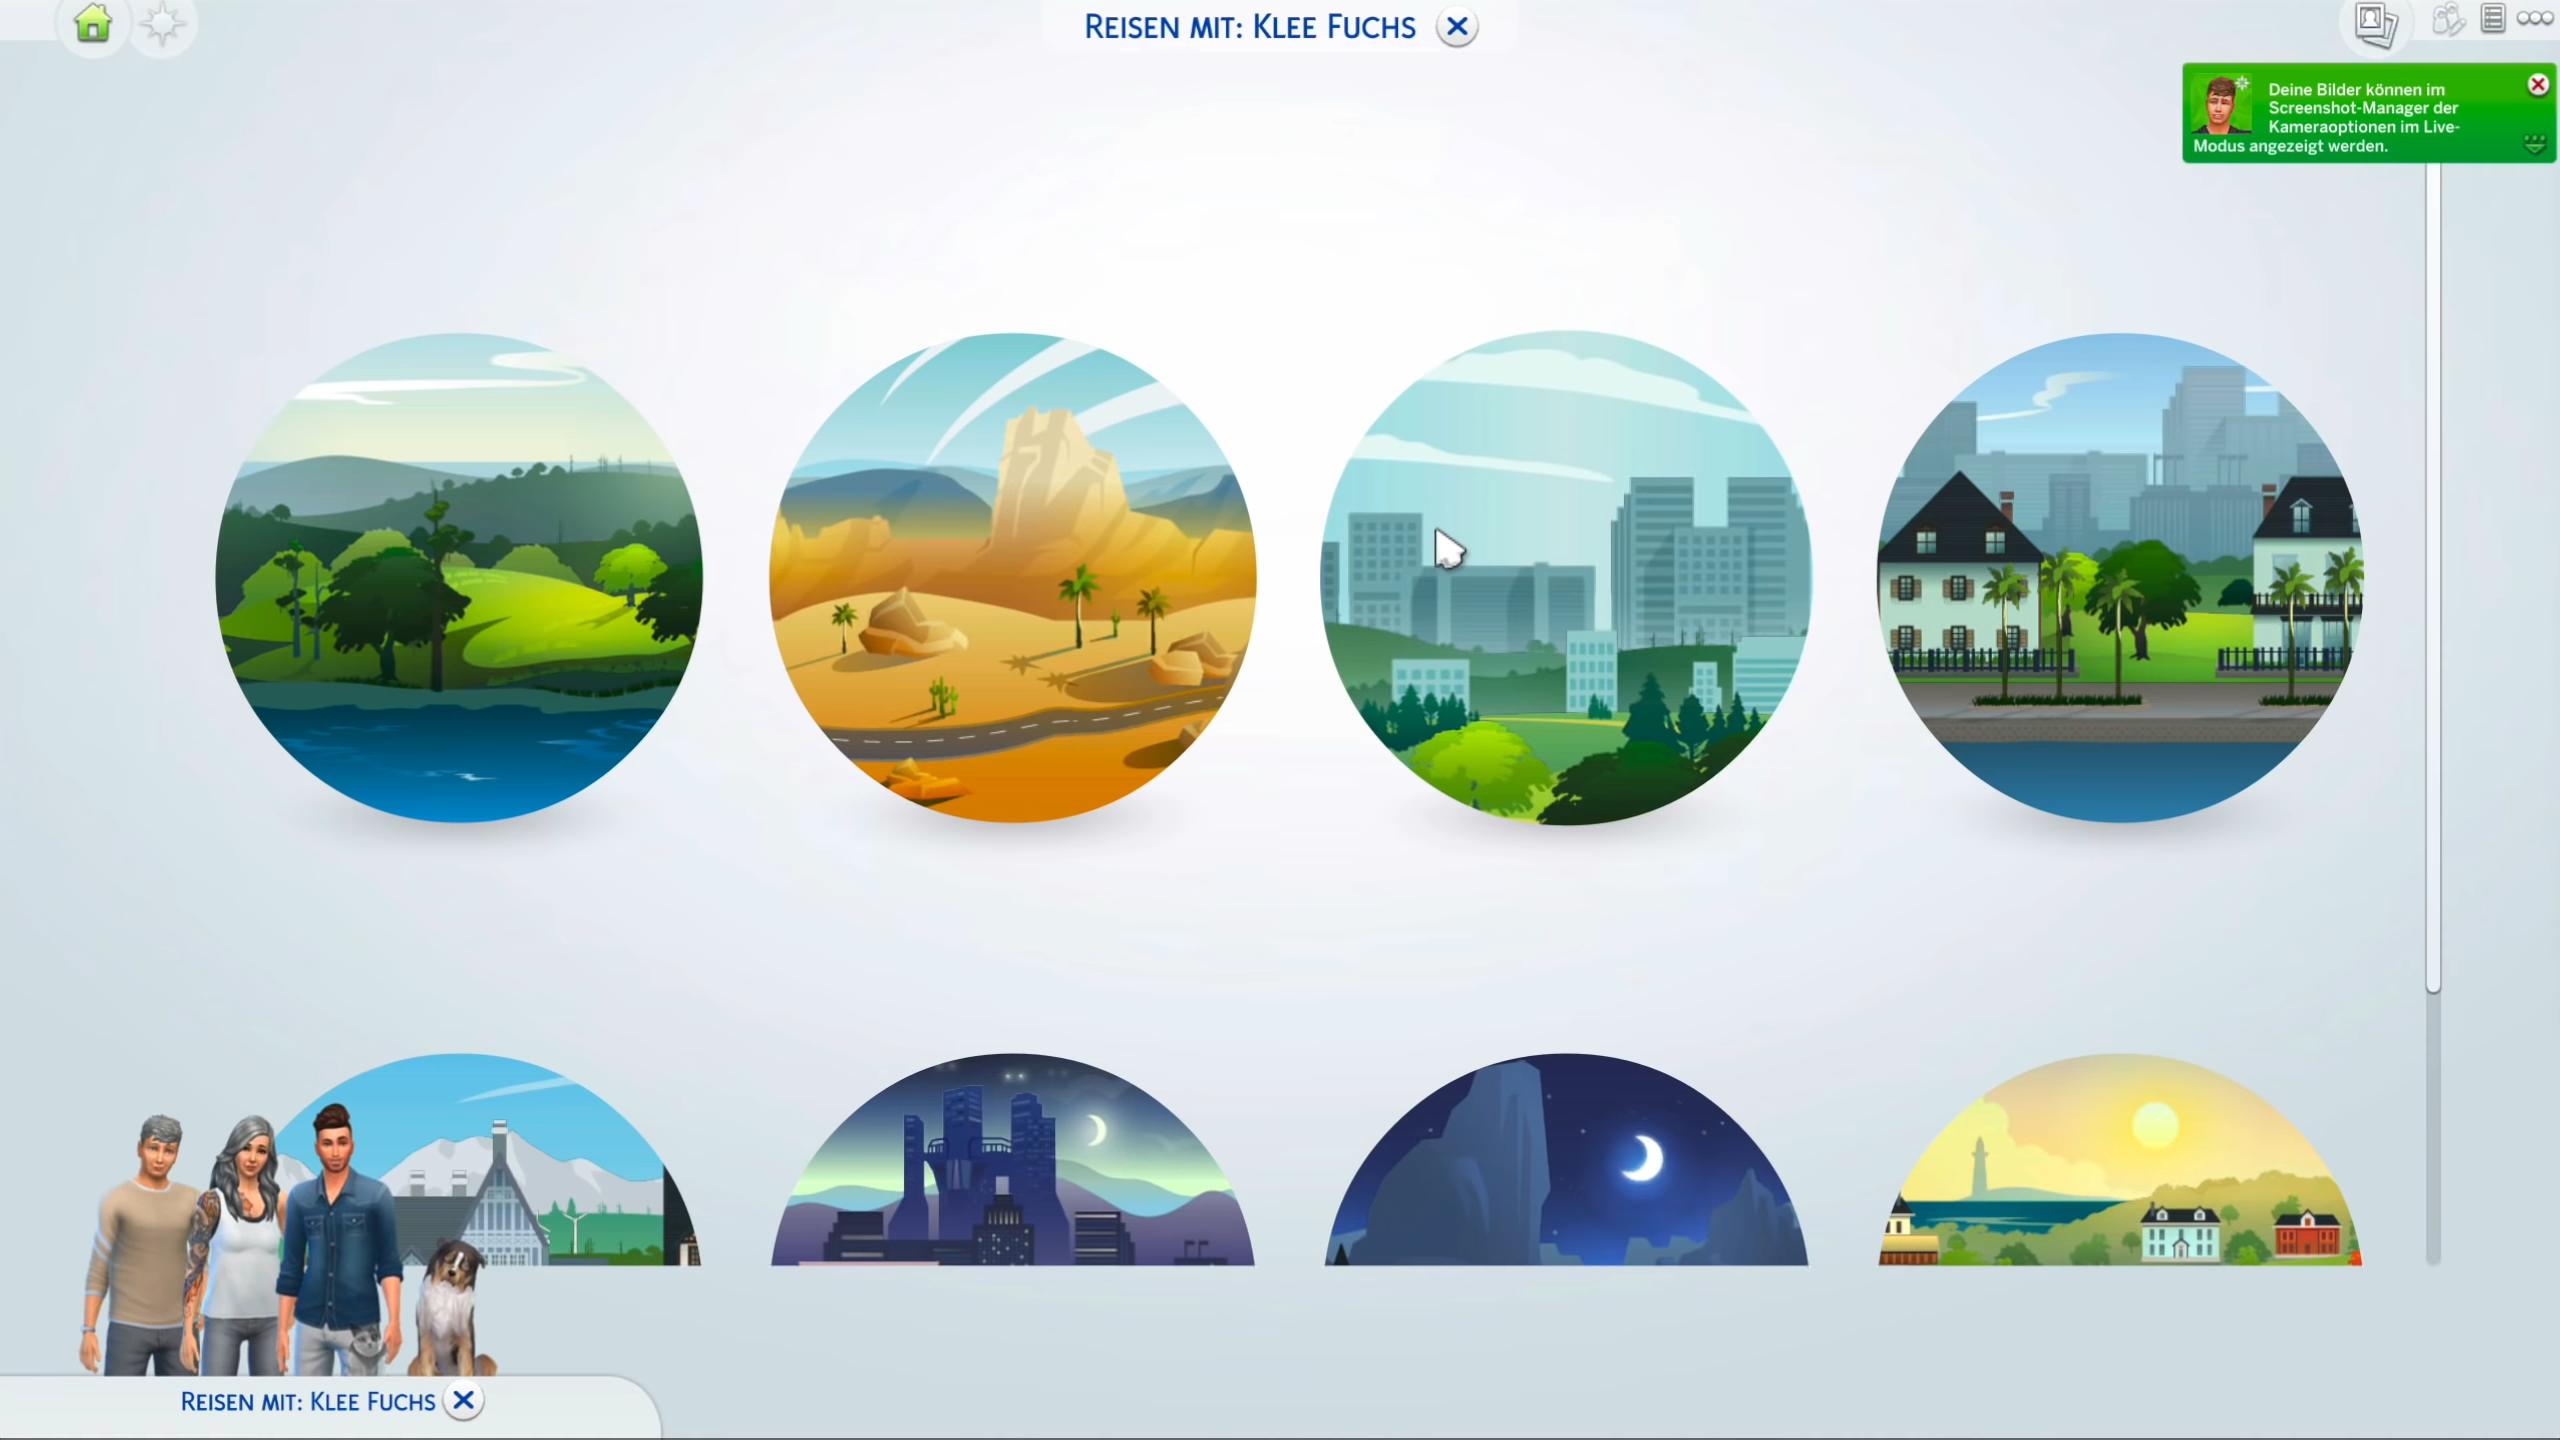 REISEN MIT: KLEE FUCHS
Deine Bilder können im
Screenshot-Manager der
Kameraoptionen im Live-
Modus angezeigt werden.
REISEN MIT: KLEE FUCHS